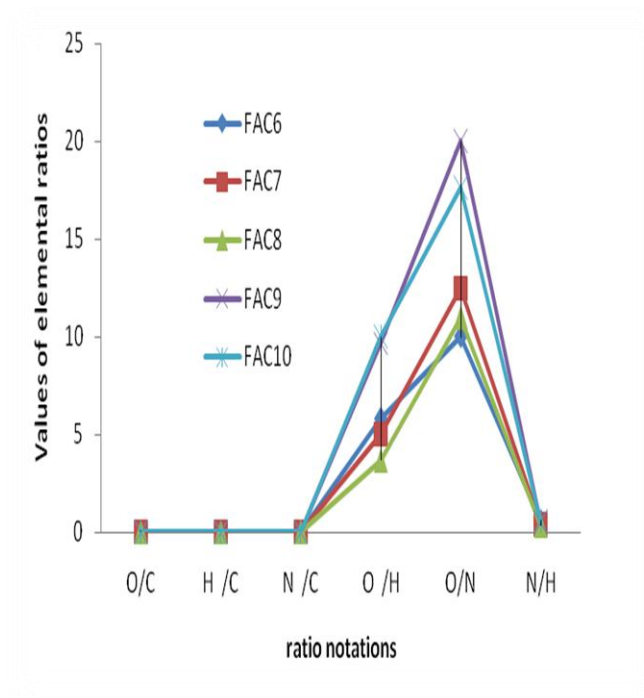 25
20
15
10
5
0
Values of elemental ratios
FAC6
FAC7
FAC8
FAC9
FAC10
O/C H /C N /C O /H O/N N/H
ratio notations